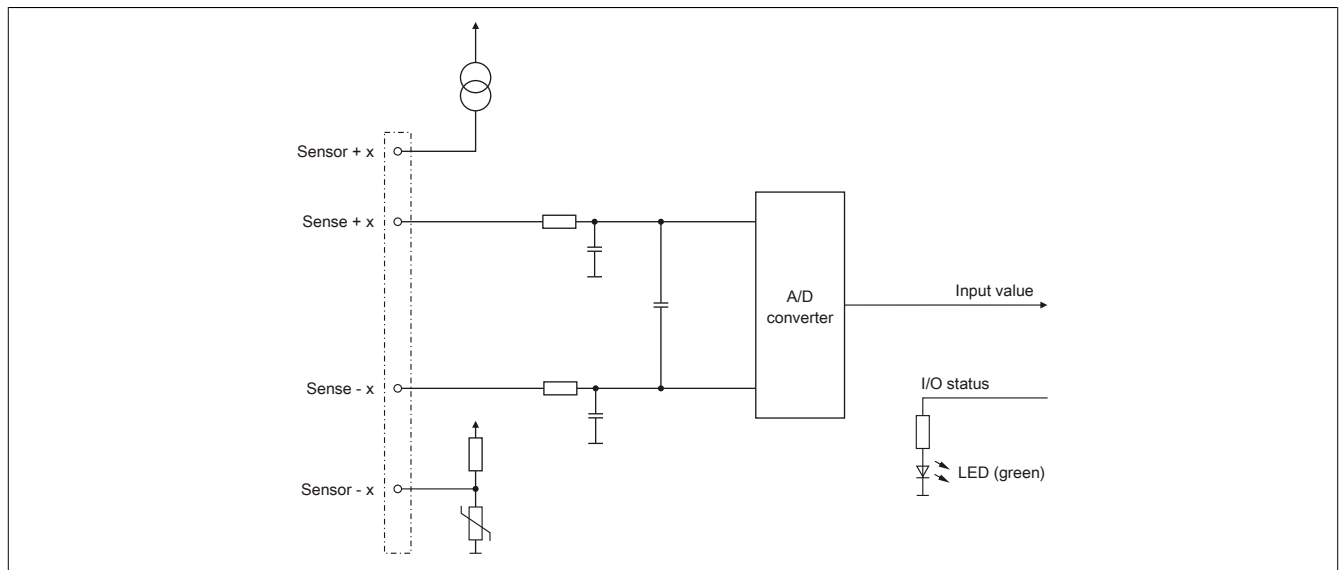 Sensor + x
Sense + x
A/D
converter
Input value
Sense - x
I/O status
LED (green)
Sensor - x